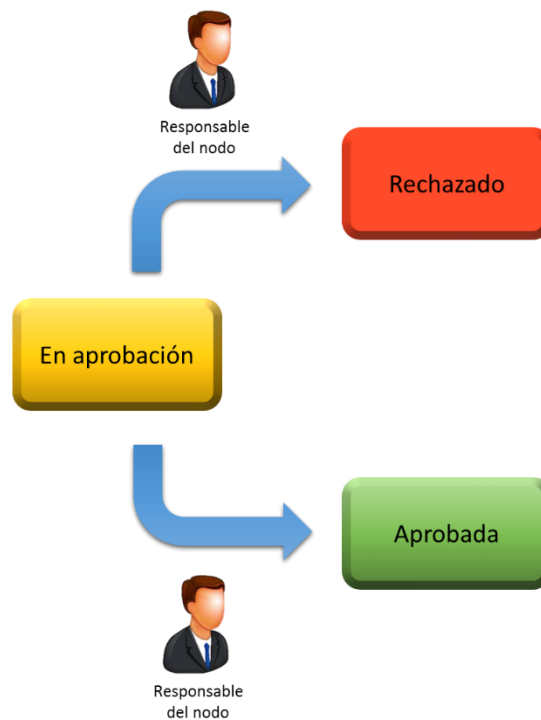 Responsable
del nodo
Rechazado
En aprobación
Aprobada
Responsable
del nodo